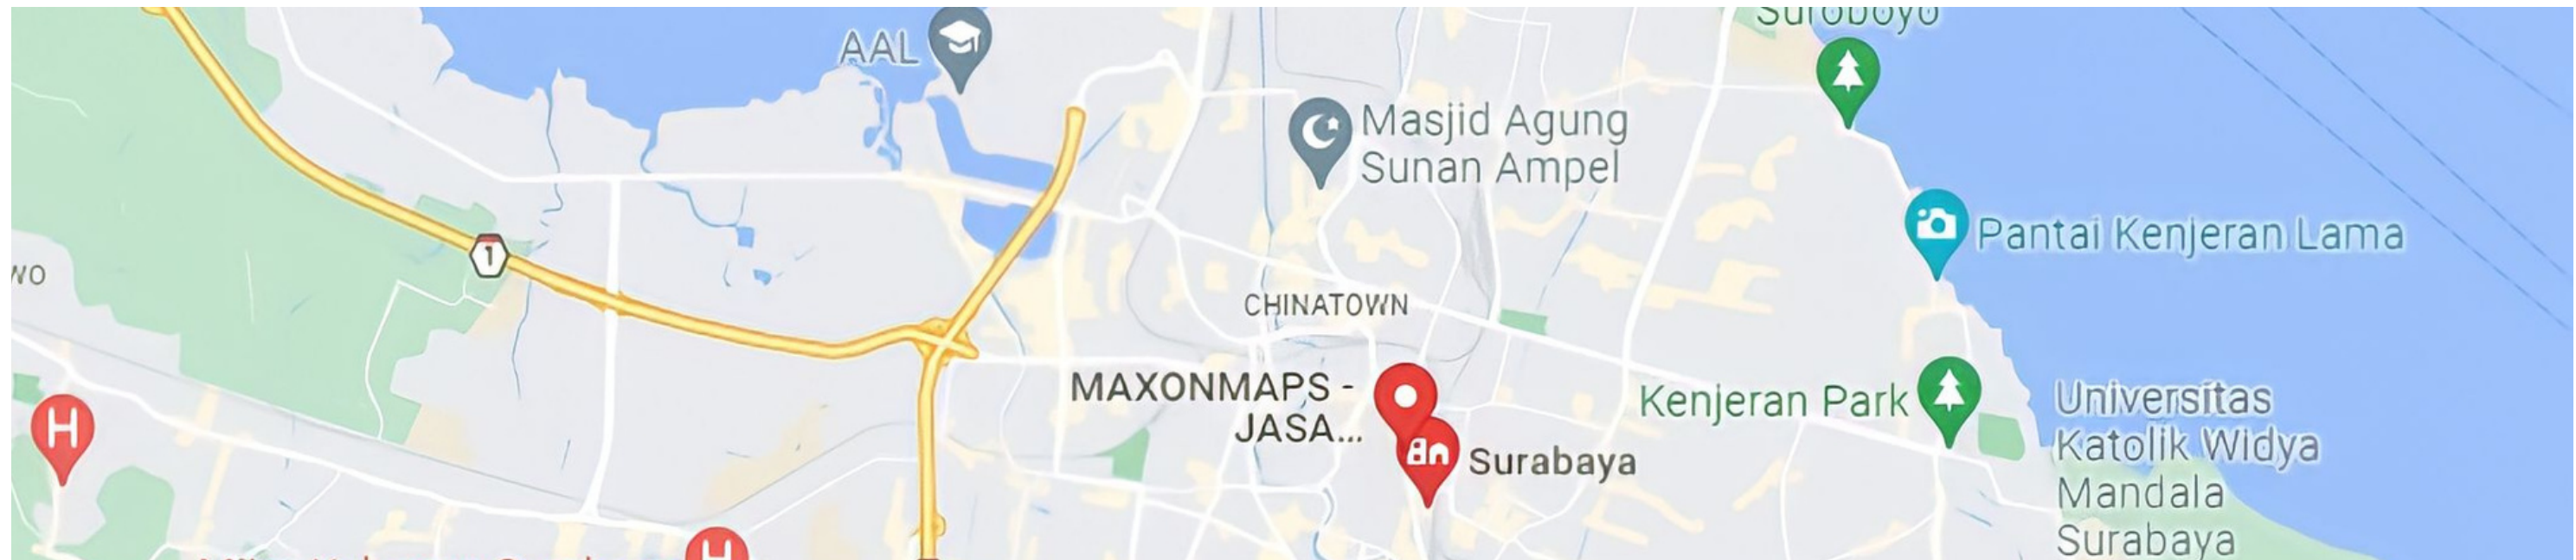 Suroboyo
AAL
Masjid Agung
Sunan Ampel
Pantai Kenjeran Lama
1
WO
CHINATOWN
MAXONMAPS -
JASA...
Kenjeran Park
Universitas
Katolik Widya
Mandala
Surabaya
H
Surabaya
H